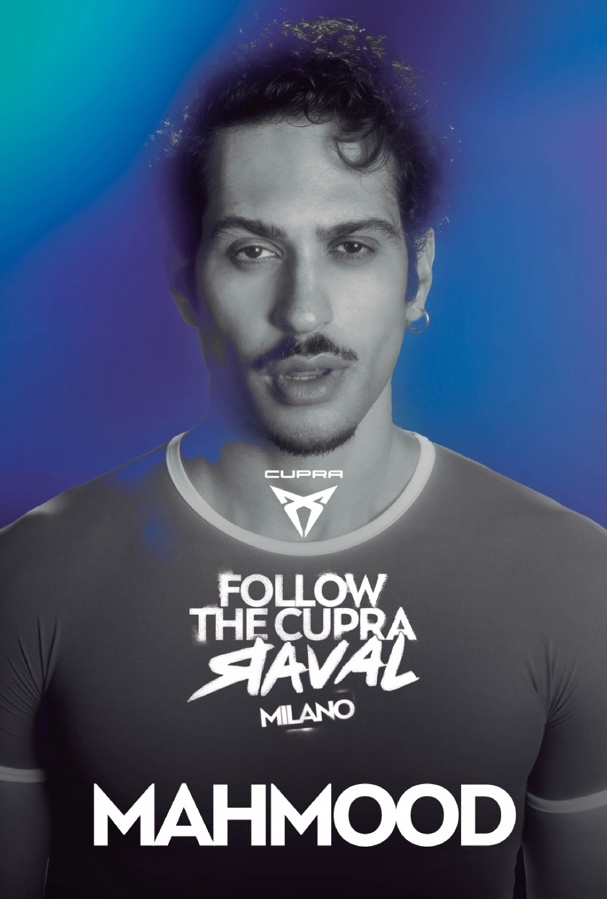 CUPRA
FOLLOW
THE CUPRA
RAVAL
MILANO
MAHMOOD